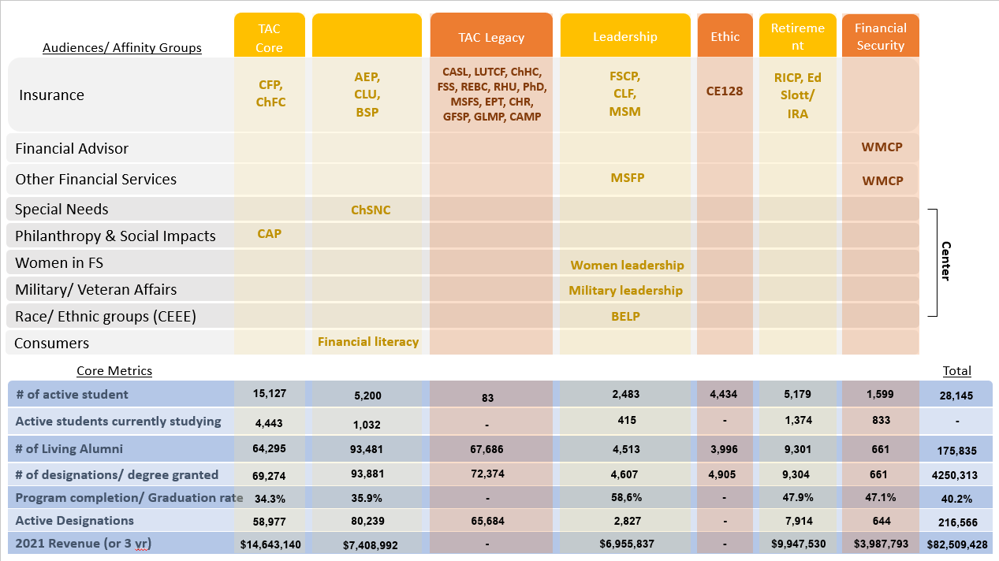 Audiences/ Affinity Groups
TAC
Core
TAC Legacy
Leadership
Ethic
Retireme
nt
Financial
Security
Insurance
CFP,
ChFC
AEP,
CLU,
BSP
CASL, LUTCF, ChHC,
FSS, REBC, RHU, PhD,
MSFS, EPT, CHR,
GFSP, GLMP, CAMP
FSCP,
CLF,
MSM
CE128
RICP, Ed
Slott/
IRA
Financial Advisor
WMCP
Other Financial Services
MSFP
WMCP
Special Needs
ChSNC
Philanthropy & Social Impacts
CAP
Women in FS
Women leadership
Military/ Veteran Affairs
Military leadership
Race/ Ethnic groups (CEEE)
BELP
Consumers
Financial literacy
Center
Core Metrics
Total
# of active student 15,127 5,200 83 2,483 4,434 5,179 1,599 28,145
Active students currently studying 4,443 1,032 - 415 - 1,374 833 -
# of Living Alumni 64,295 93,481 67,686 4,513 3,996 9,301 661 175,835
# of designations/ degree granted 69,274 93,881 72,374 4,607 4,905 9,304 661 4250,313
Program completion/ Graduation rate 34.3% 35.9% - 58,6% - 47.9% 47.1% 40.2%
Active Designations 58,977 80,239 65,684 2,827 - 7,914 644 216,566
2021 Revenue (or 3 yr) $14,643,140 $7,408,992 - $6,955,837 - $9,947,530 $3,987,793 $82,509,428